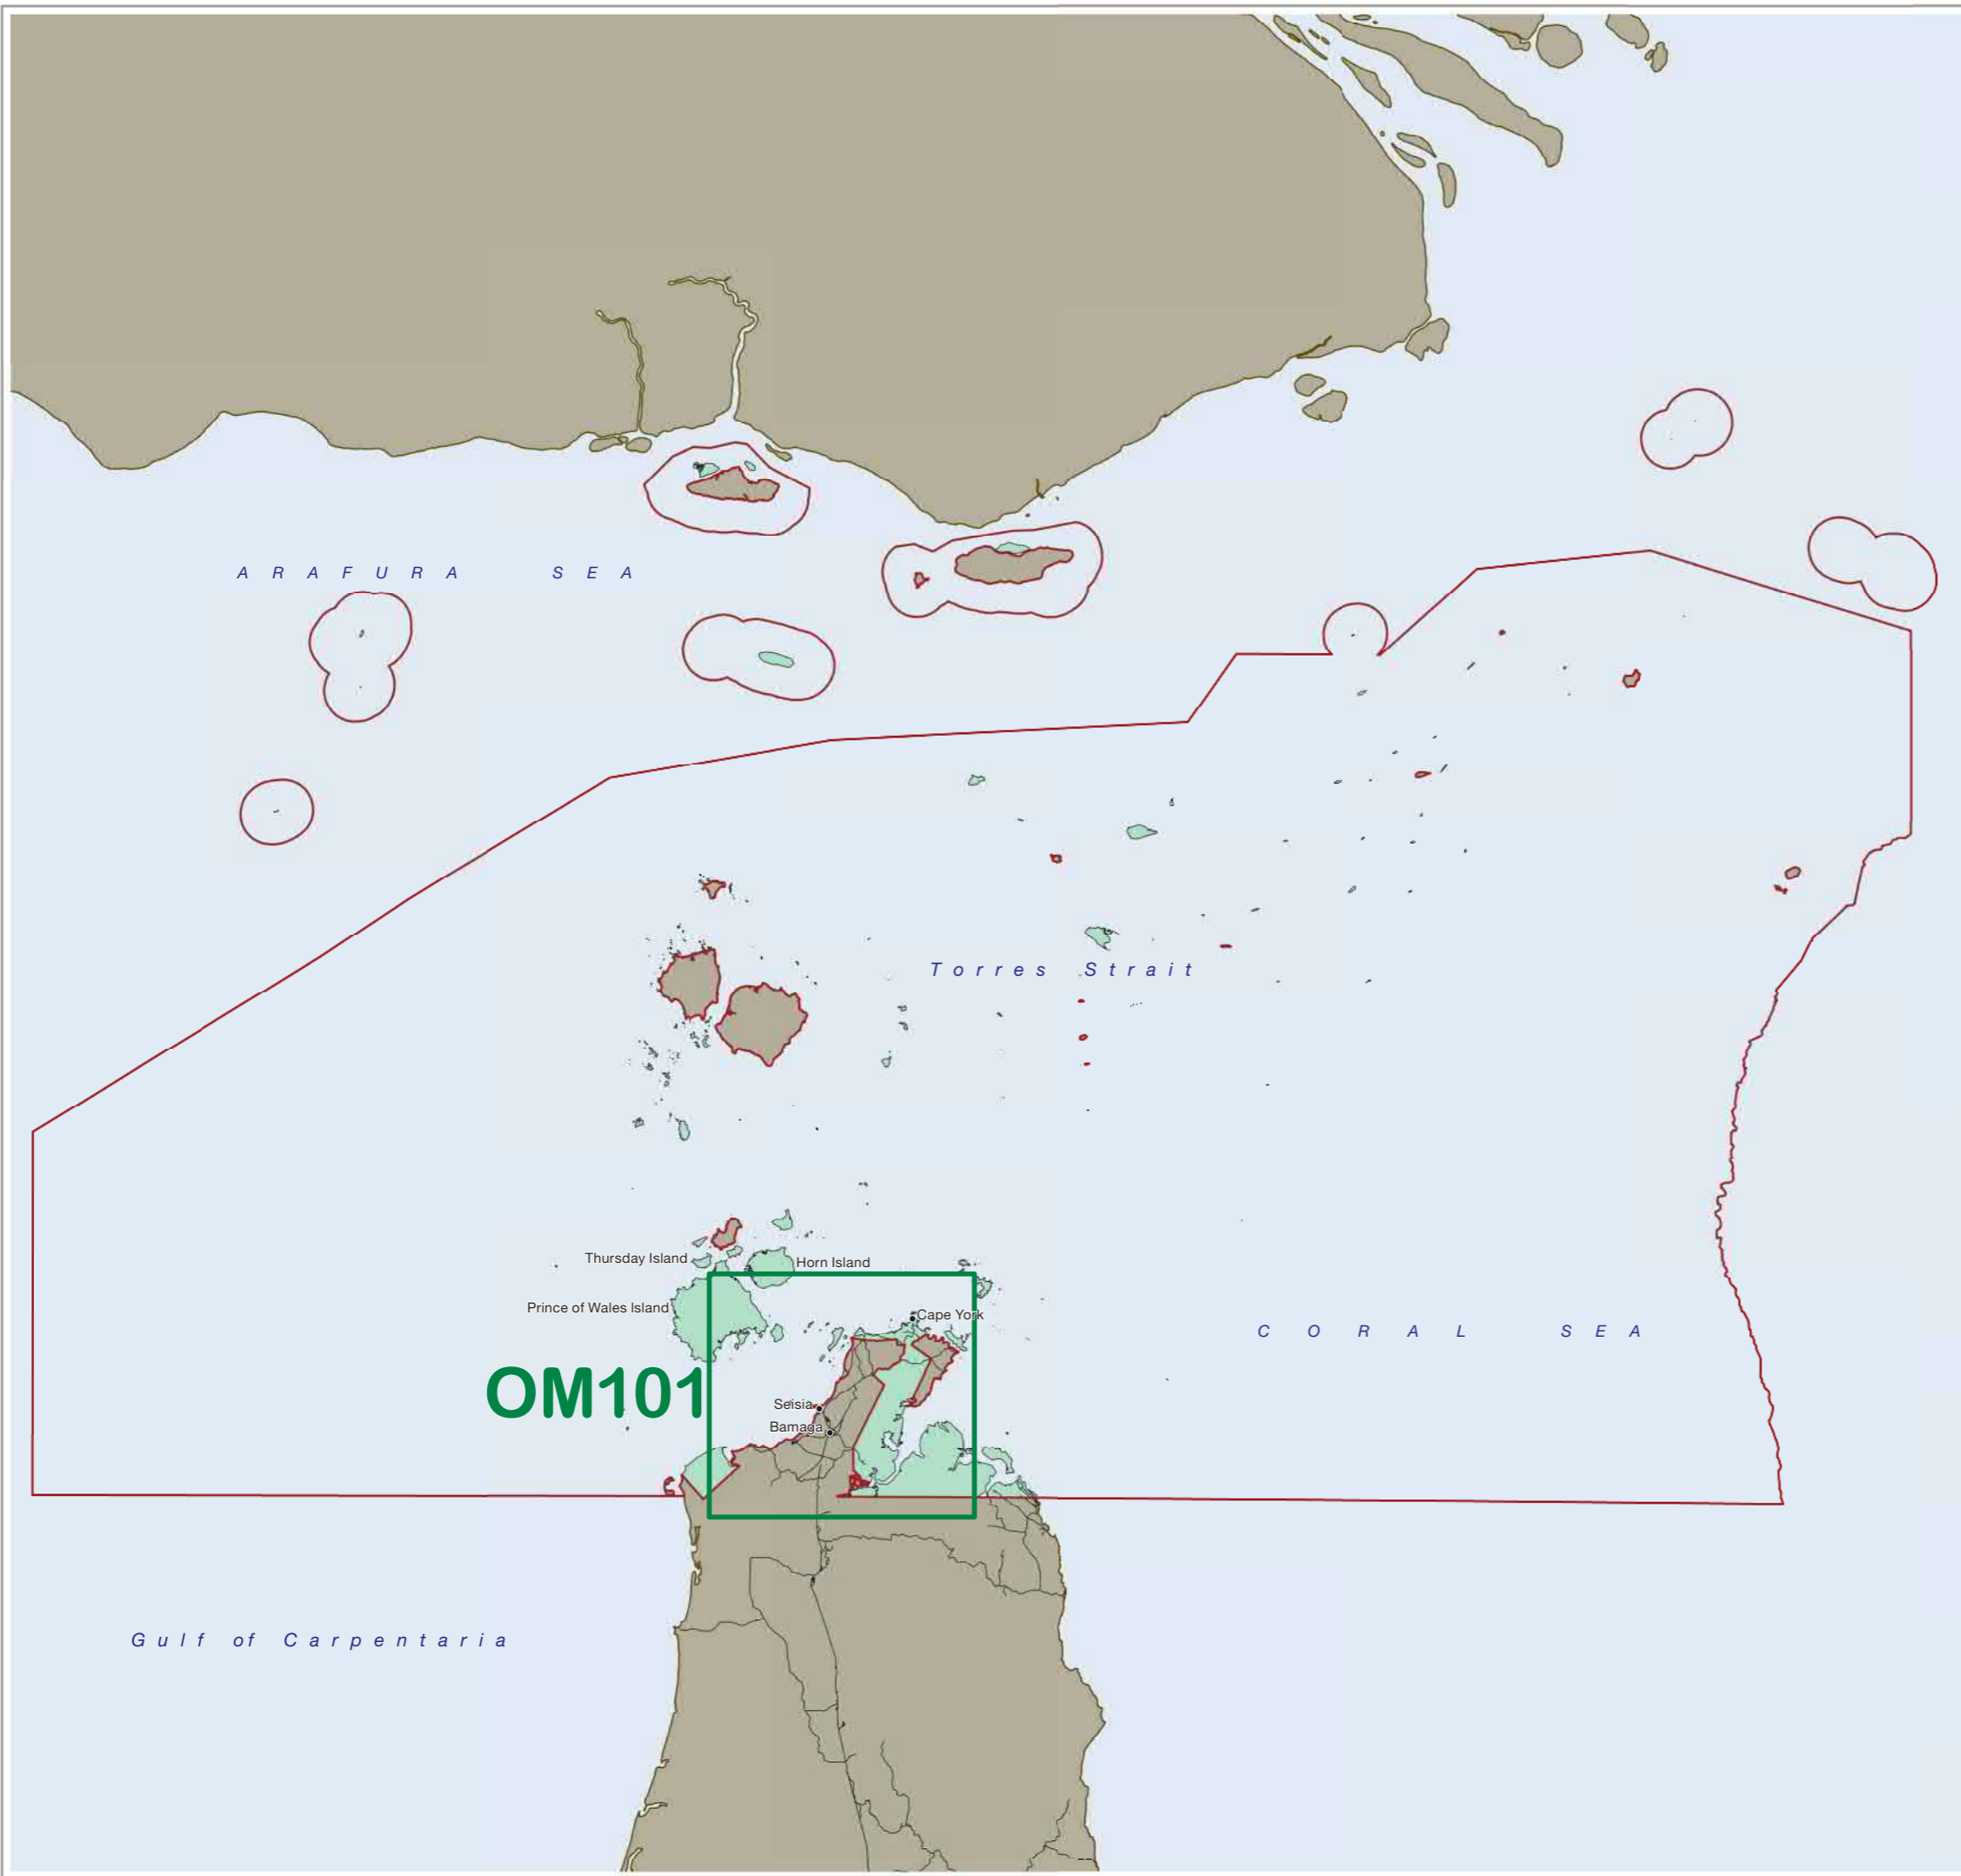 ARAFURA SEA
Torres Strait
Thursday Island
Horn Island
Prince of Wales Island
Cape York
CORAL SEA
OM101
Seisia
Bamaga
Gulf of Carpentaria